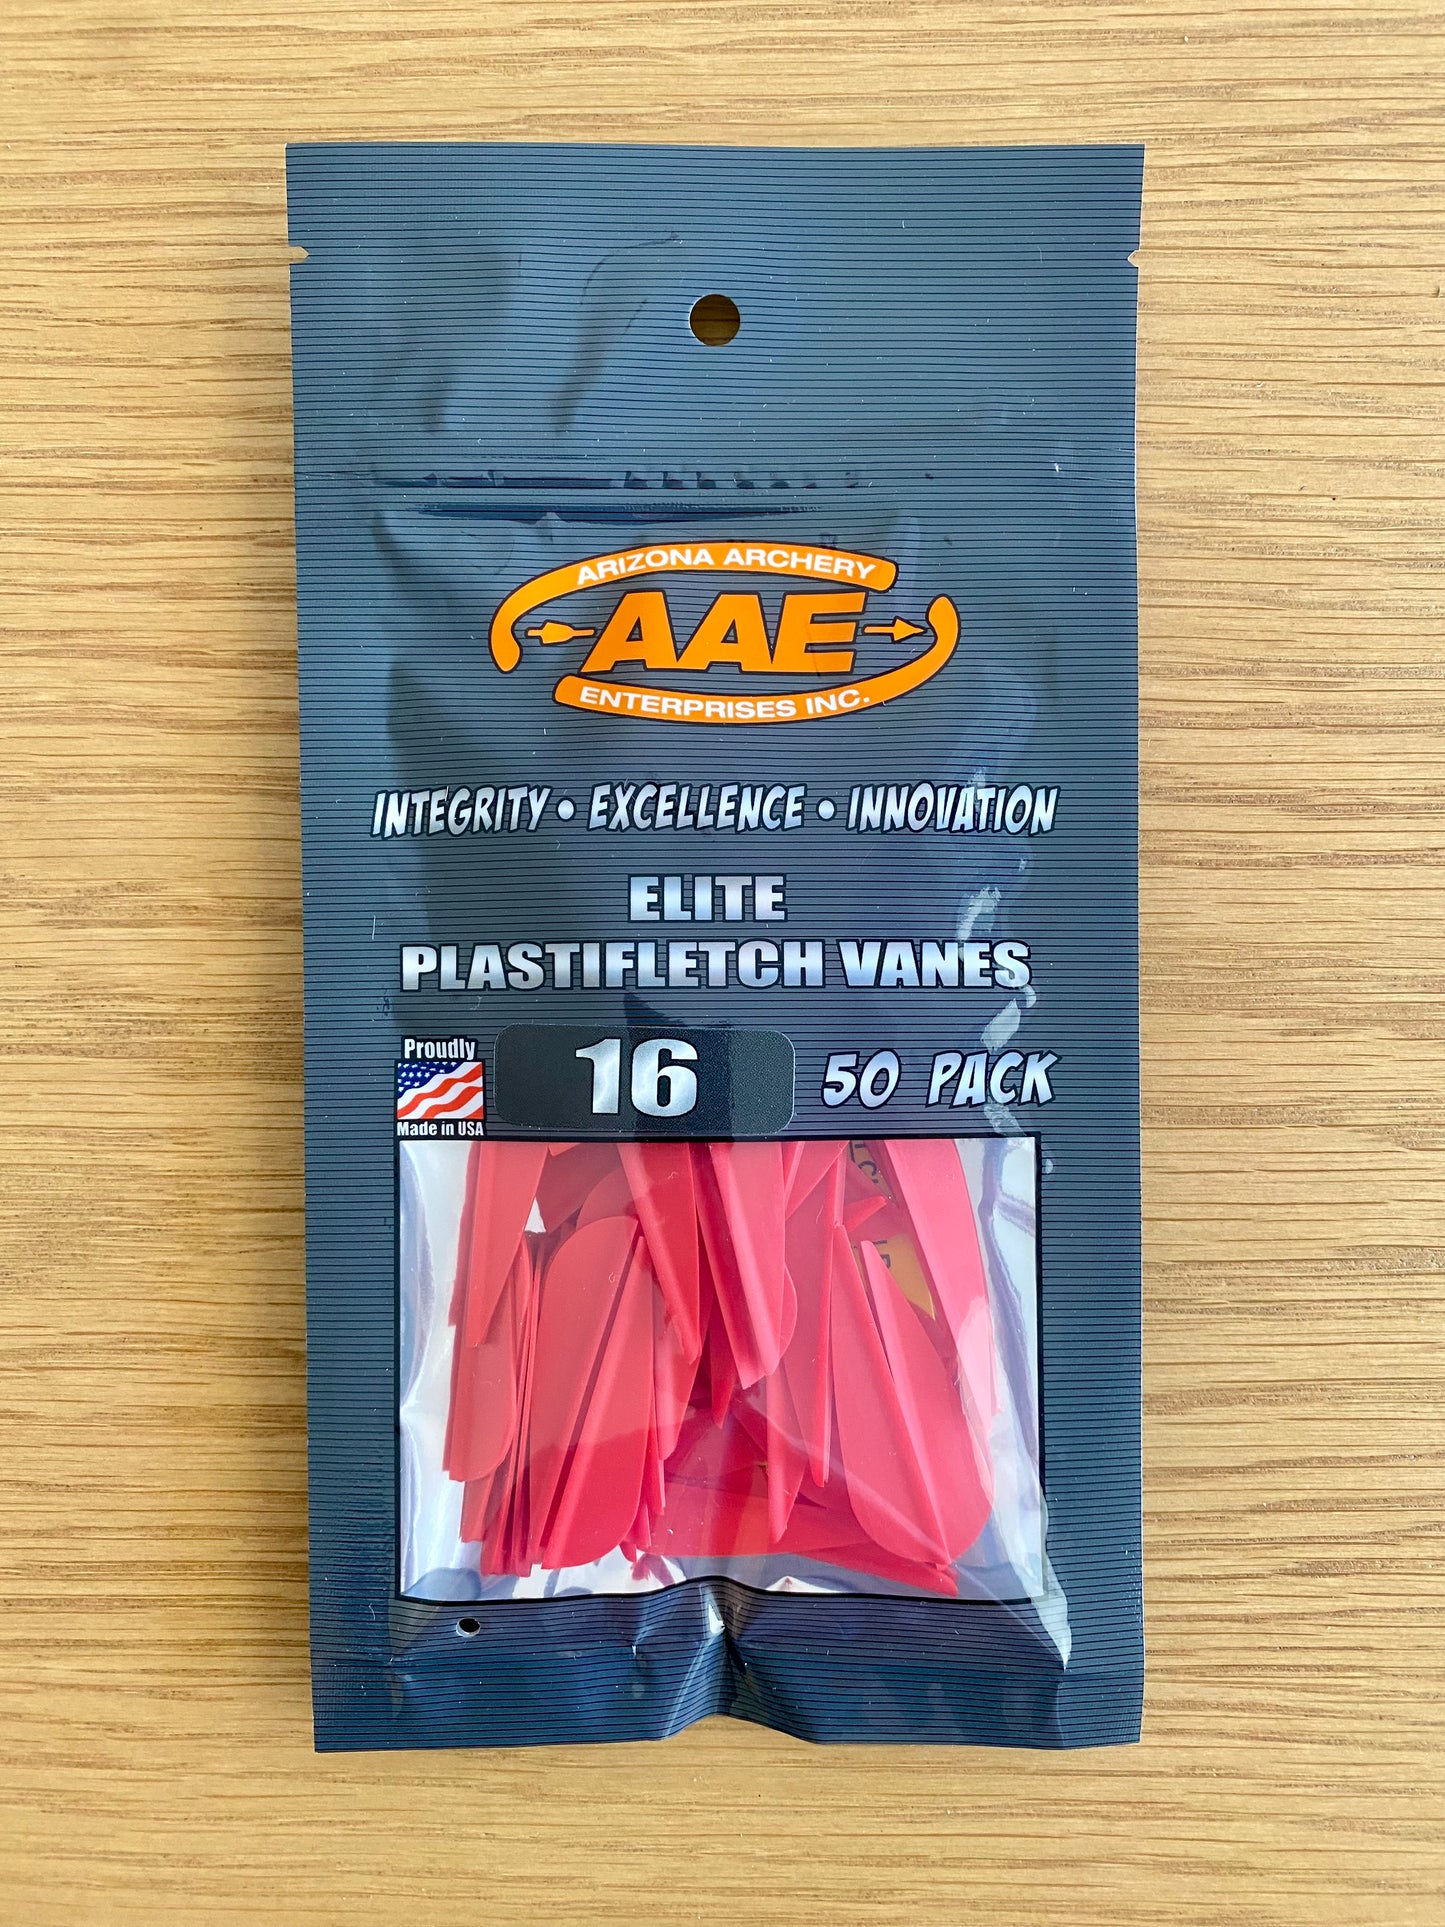 ARIZONA ARCHERY
AAE
ENTERPRISES INC.
INTEGRITY • EXCELLENCE • INNOVATION
ELITE
PLASTIFLETCH VANES
Proudly
Made in USA
16
50 PACK